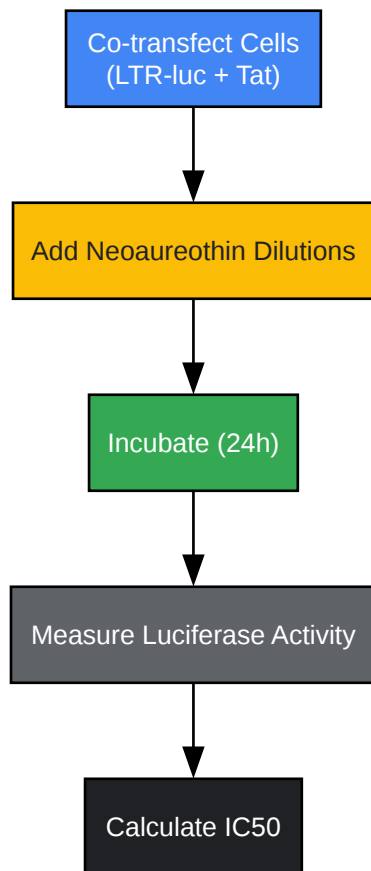 Co-transfect Cells
(LTR-luc + Tat)
Add Neoaureothin Dilutions
Incubate (24h)
Measure Luciferase Activity
Calculate IC50